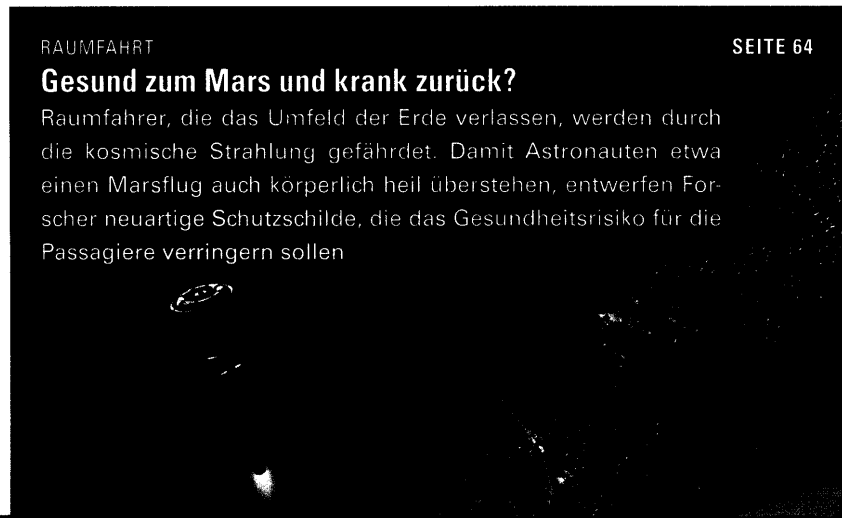 RAUMFAHRT
SEITE 64
Gesund zum Mars und krank zurück?
Raumfahrer, die das Umfeld der Erde verlassen, werden durch
die kosmische Strahlung gefährdet. Damit Astronauten etwa
einen Marsflug auch körperlich heil überstehen, entwerfen For-
scher neuartige Schutzschilde, die das Gesundheitsrisiko für die
Passagiere verringern sollen